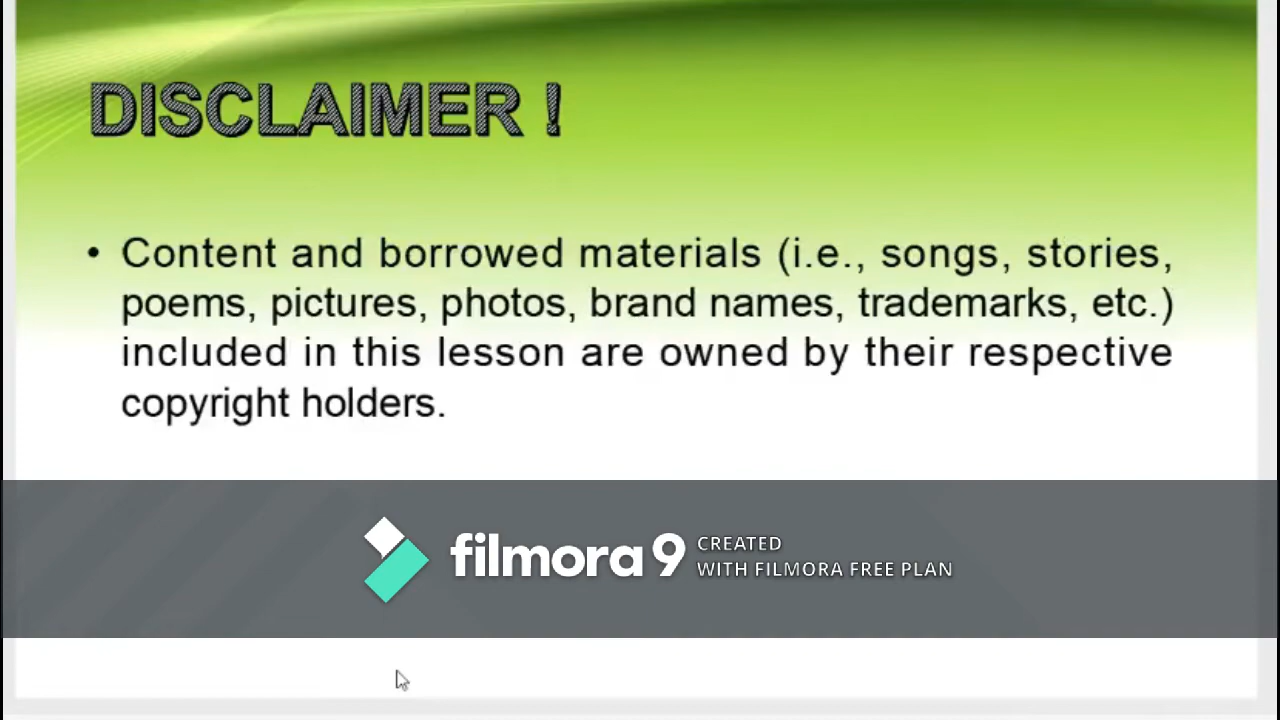 DISCLAIMER !
• Content and borrowed materials (i.e., songs, stories,
poems, pictures, photos, brand names, trademarks, etc.)
included in this lesson are owned by their respective
copyright holders.
filmora 9
CREATED
WITH FILMORA FREE PLAN